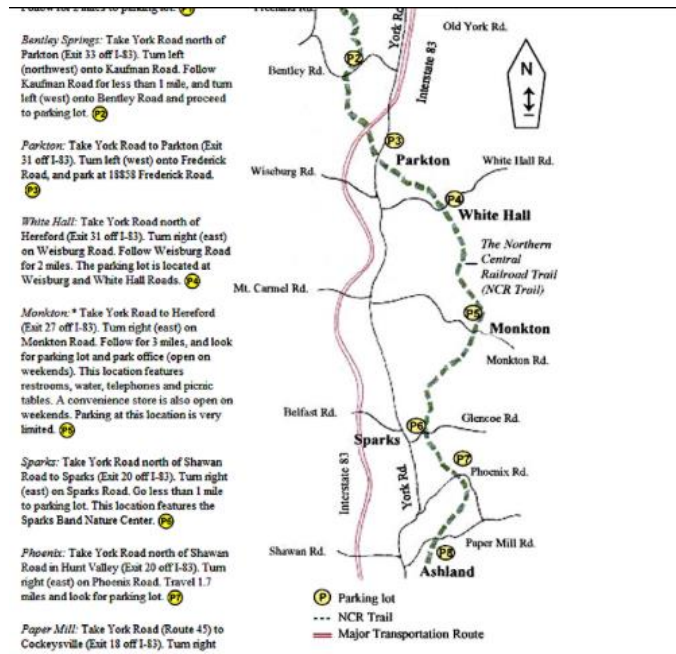 Follow for 2 miles to parking lot. P1
Bentley Springs: Take York Road north of
Parkton (Exit 33 off I-83). Turn left
(northwest) onto Kaufman Road. Follow
Kaufman Road for less than 1 mile, and turn
left (west) onto Bentley Road and proceed
to parking lot. P2
Parkton: Take York Road to Parkton (Exit
31 off I-83). Turn left (west) onto Frederick
Road, and park at 18858 Frederick Road.
P3
White Hall: Take York Road north of
Hereford (Exit 31 off I-83). Turn right (east)
on Weisburg Road. Follow Weisburg Road
for 2 miles. The parking lot is located at
Weisburg and White Hall Roads. P4
Monkton: * Take York Road to Hereford
(Exit 27 off I-83). Turn right (east) on
Monkton Road. Follow for 3 miles, and look
for parking lot and park office (open on
weekends). This location features
restrooms, water, telephones and picnic
tables. A convenience store is also open on
weekends. Parking at this location is very
limited. P5
Sparks: Take York Road north of Shawan
Road to Sparks (Exit 20 off I-83). Turn right
(east) on Sparks Road. Go less than 1 mile
to parking lot. This location features the
Sparks Band Nature Center. P6
Phoenix: Take York Road north of Shawan
Road in Hunt Valley (Exit 20 off I-83). Turn
right (east) on Phoenix Road. Travel 1.7
miles and look for parking lot. P7
Paper Mill: Take York Road (Route 45) to
Cockeysville (Exit 18 off I-83). Turn right
Freeland Rd.
York Rd
Old York Rd.
Interstate 83
N
P2
Bentley Rd.
P3
Parkton
White Hall Rd.
Wiseburg Rd.
P4
White Hall
The Northern
Central
Railroad Trail
(NCR Trail)
Mt. Carmel Rd.
P5
Monkton
Monkton Rd.
Belfast Rd.
P6
Glencoe Rd.
Sparks
P7
Phoenix Rd.
Interstate 83
York Rd.
Shawan Rd.
Paper Mill Rd.
P8
Ashland
P Parking lot
NCR Trail
Major Transportation Route